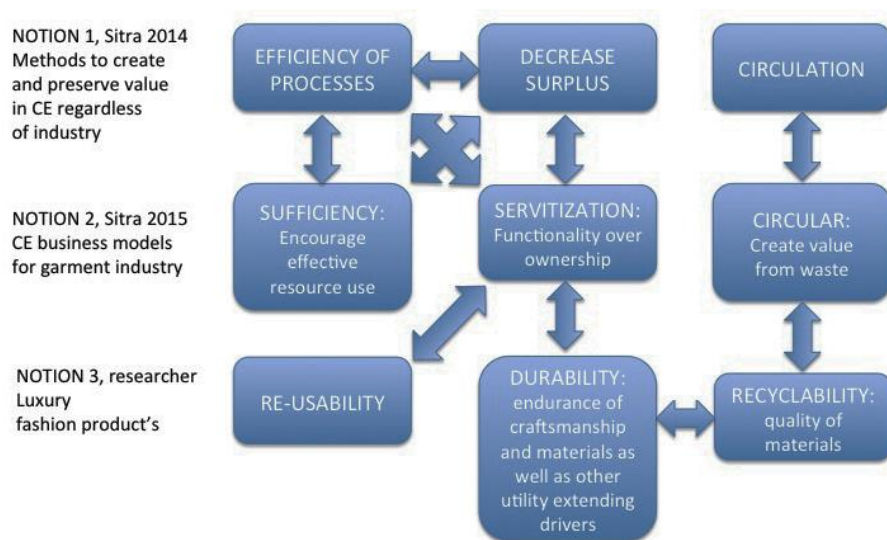 NOTION 1, Sitra 2014
Methods to create
and preserve value
in CE regardless
of industry
EFFICIENCY OF
PROCESSES
DECREASE
SURPLUS
CIRCULATION
NOTION 2, Sitra 2015
CE business models
for garment industry
SUFFICIENCY:
Encourage
effective
resource use
SERVITIZATION:
Functionality over
ownership
CIRCULAR:
Create value
from waste
NOTION 3, researcher
Luxury
fashion product's
RE-USABILITY
DURABILITY:
endurance of
craftsmanship
and materials as
well as other
utility extending
drivers
RECYCLABILITY:
quality of
materials